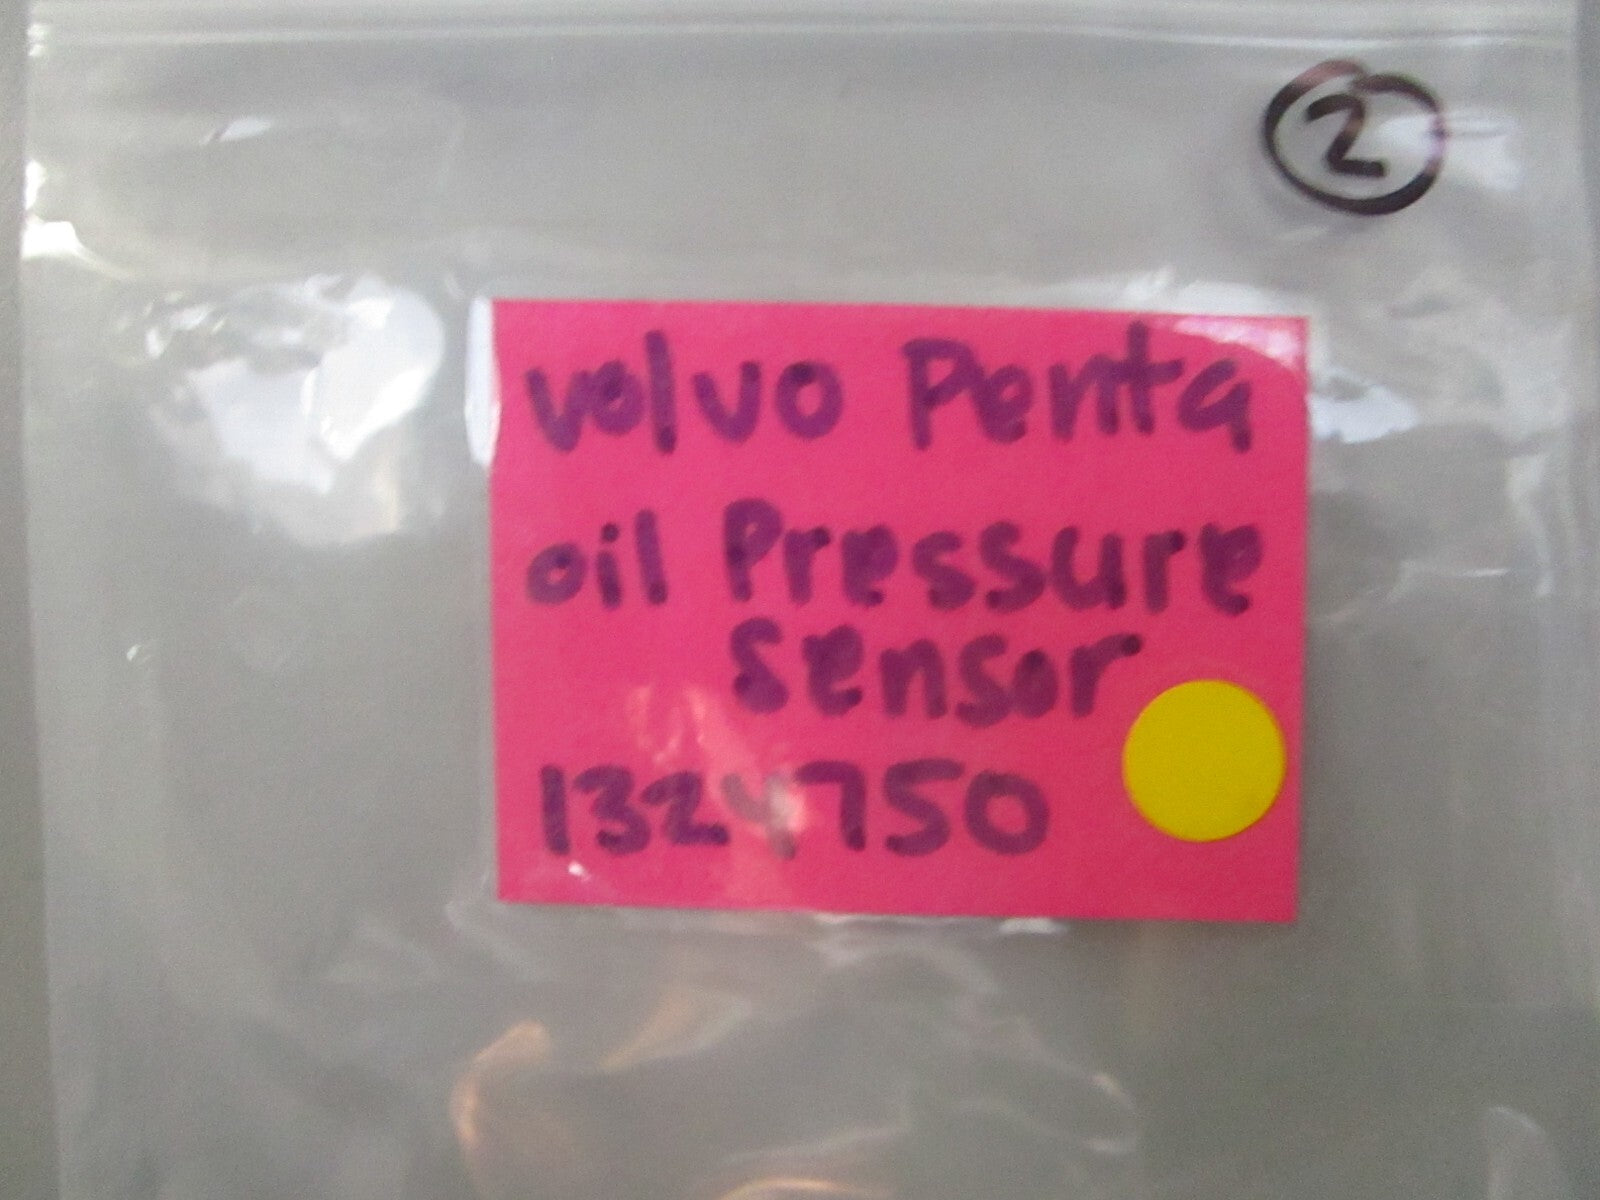 2
Volvo Penta
oil Pressure
Sensor
1324750